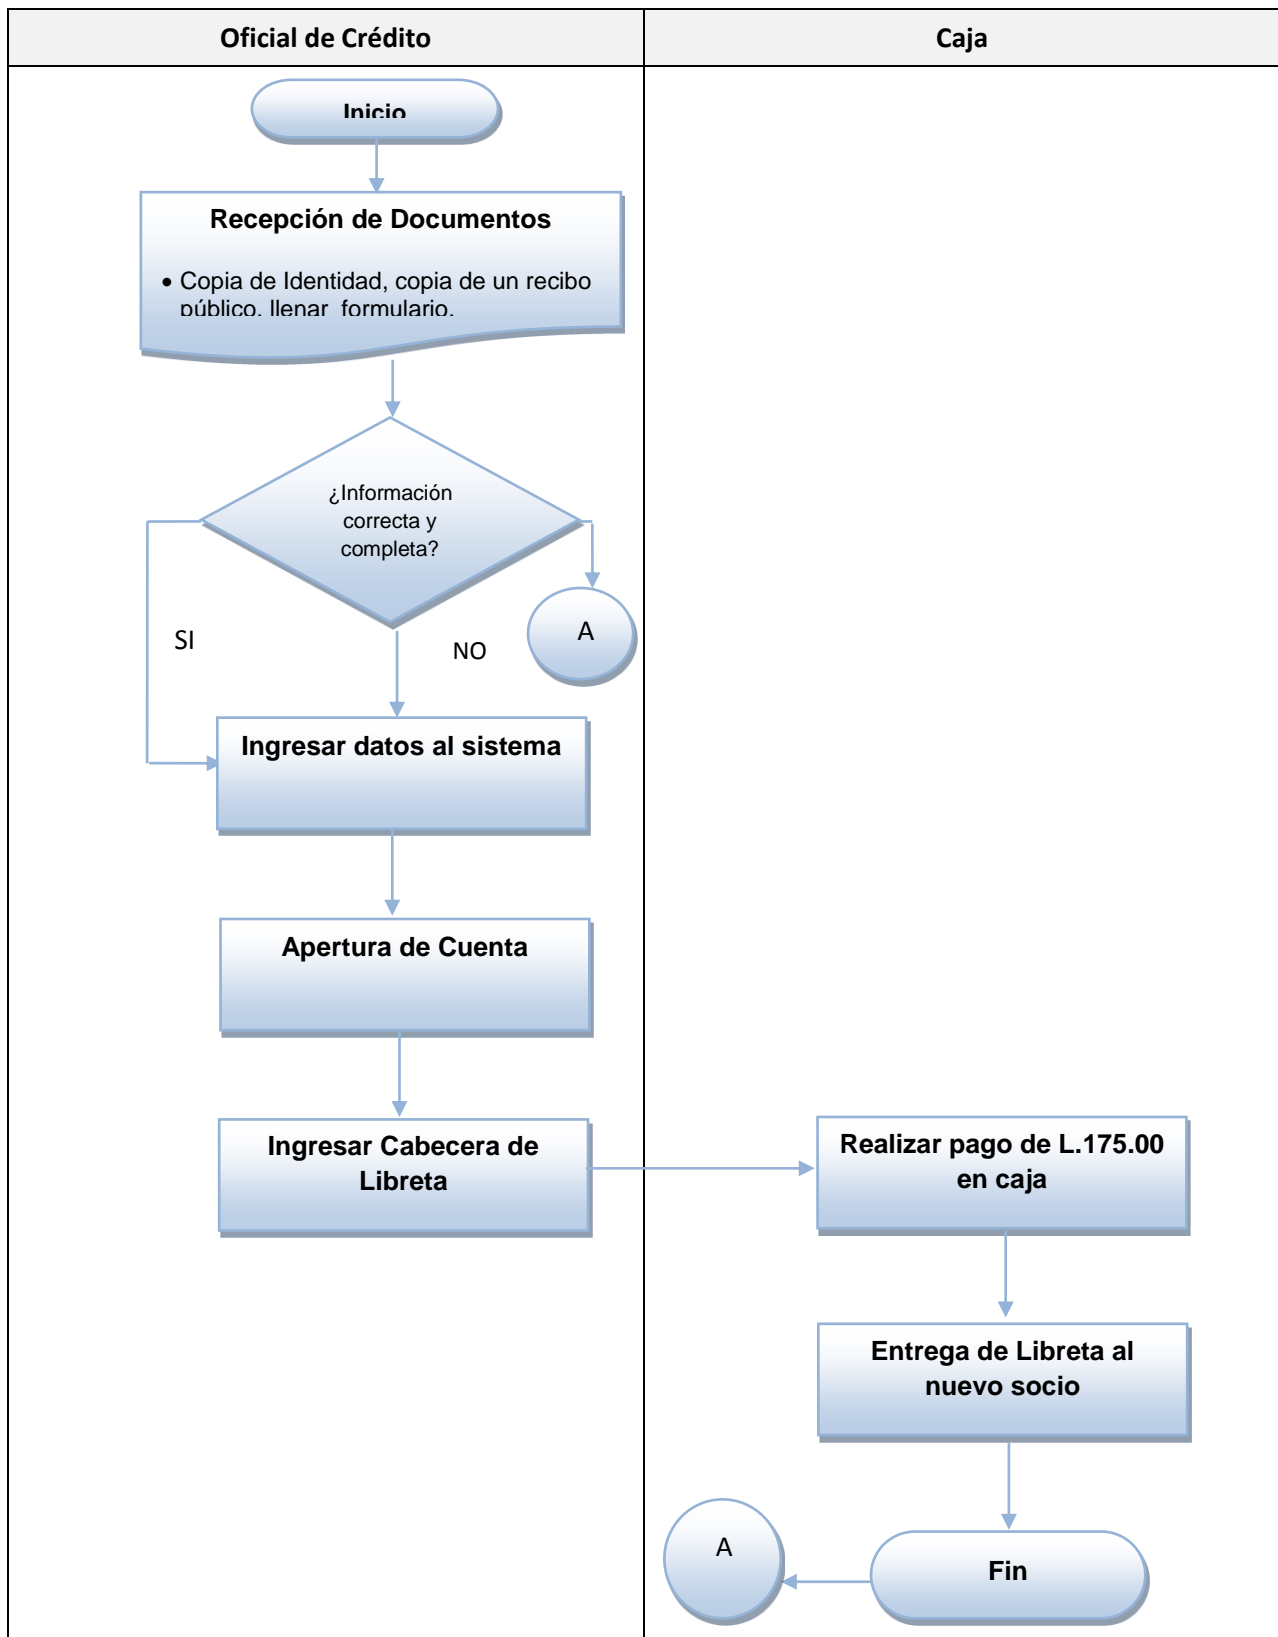 Oficial de Crédito
Caja
Inicio
Recepción de Documentos
• Copia de Identidad, copia de un recibo
público, llenar formulario.
¿Información
correcta y
completa?
A
SI
NO
Ingresar datos al sistema
Apertura de Cuenta
Ingresar Cabecera de
Libreta
Realizar pago de L.175.00
en caja
Entrega de Libreta al
nuevo socio
A
Fin